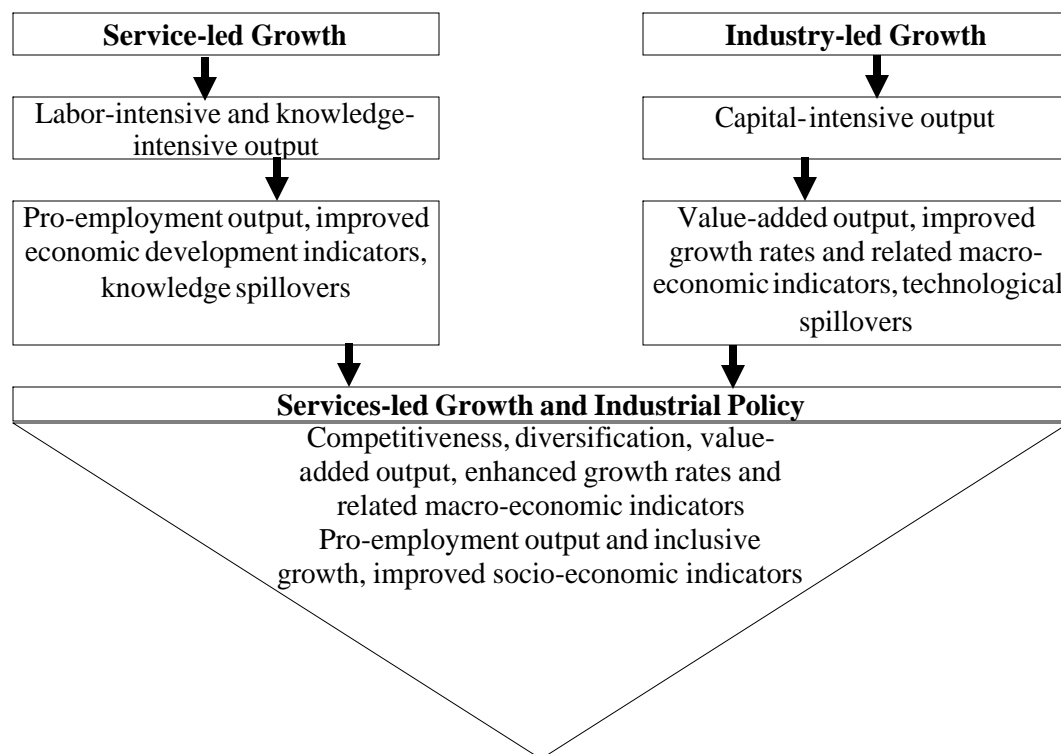 Service-led Growth
Industry-led Growth
Labor-intensive and knowledge-
intensive output
Capital-intensive output
Pro-employment output, improved
economic development indicators,
knowledge spillovers
Value-added output, improved
growth rates and related macro-
economic indicators, technological
spillovers
Services-led Growth and Industrial Policy
Competitiveness, diversification, value-
added output, enhanced growth rates and
related macro-economic indicators
Pro-employment output and inclusive
growth, improved socio-economic indicators